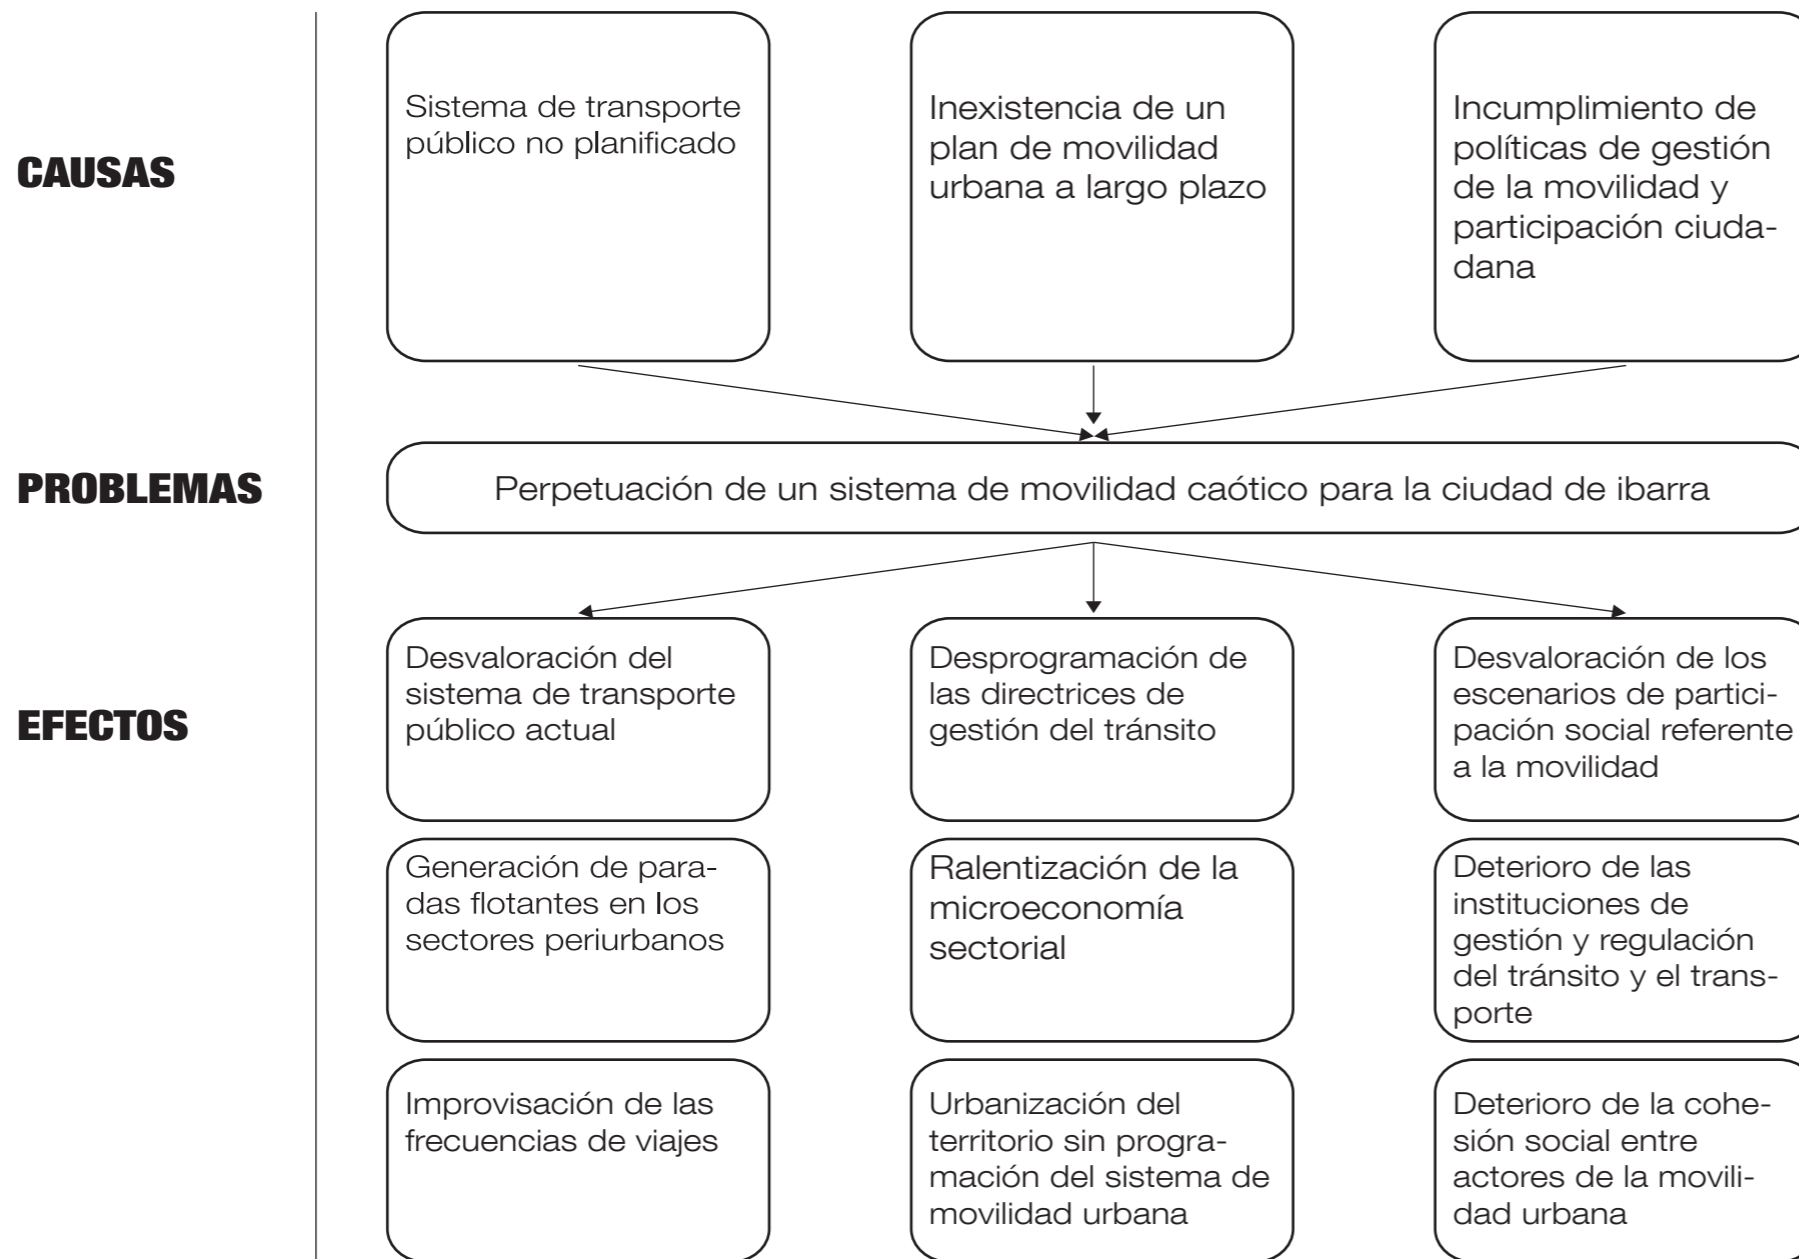 CAUSAS
Sistema de transporte
público no planificado
Inexistencia de un
plan de movilidad
urbana a largo plazo
Incumplimiento de
políticas de gestión
de la movilidad y
participación ciuda-
dana
PROBLEMAS
Perpetuación de un sistema de movilidad caótico para la ciudad de ibarra
EFECTOS
Desvaloración del
sistema de transporte
público actual
Desprogramación de
las directrices de
gestión del tránsito
Desvaloración de los
escenarios de partici-
pación social referente
a la movilidad
Generación de para-
das flotantes en los
sectores periurbanos
Ralentización de la
microeconomía
sectorial
Deterioro de las
instituciones de
gestión y regulación
del tránsito y el trans-
porte
Improvisación de las
frecuencias de viajes
Urbanización del
territorio sin progra-
mación del sistema de
movilidad urbana
Deterioro de la cohe-
sión social entre
actores de la movili-
dad urbana